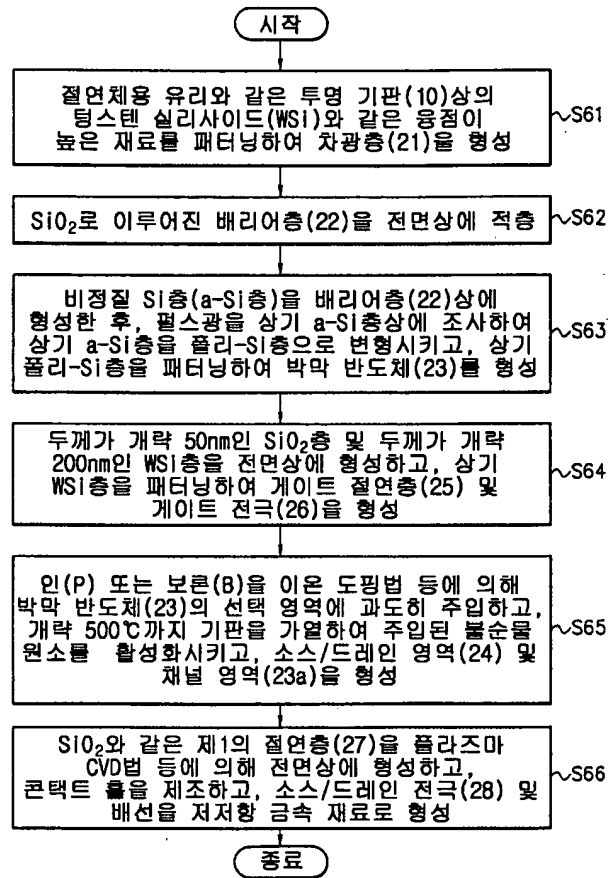 시작
절연체용 유리와 같은 투명 기판(10)상의
텅스텐 실리사이드(WSi)와 같은 융점이
높은 재료를 패터닝하여 차광층(21)을 형성
S61
SiO₂로 이루어진 배리어층(22)을 전면상에 적층
S62
비정질 Si층(a-Si층)을 배리어층(22)상에
형성한 후, 펄스광을 상기 a-Si층상에 조사하여
상기 a-Si층을 폴리-Si층으로 변형시키고, 상기
폴리-Si층을 패터닝하여 박막 반도체(23)를 형성
S63
두께가 개략 50nm인 SiO₂층 및 두께가 개략
200nm인 WSi층을 전면상에 형성하고, 상기
WSi층을 패터닝하여 게이트 절연층(25) 및
게이트 전극(26)을 형성
S64
인(P) 또는 보론(B)을 이온 도핑법 등에 의해
박막 반도체(23)의 선택 영역에 과도히 주입하고,
개략 500℃까지 기판을 가열하여 주입된 불순물
원소를 활성화시키고, 소스/드레인 영역(24) 및
채널 영역(23a)을 형성
S65
SiO₂와 같은 제1의 절연층(27)을 플라즈마
CVD법 등에 의해 전면상에 형성하고,
콘택트 홀을 제조하고, 소스/드레인 전극(28) 및
배선을 저저항 금속 재료로 형성
S66
종료